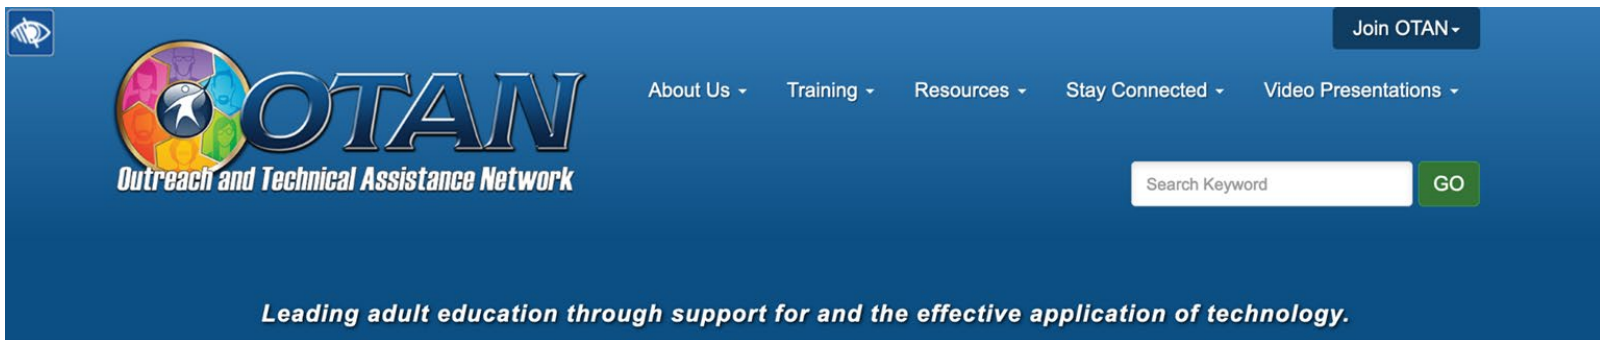 Join OTAN
OTAN
Outreach and Technical Assistance Network
About Us Training Resources Stay Connected Video Presentations
Search Keyword GO
Leading adult education through support for and the effective application of technology.